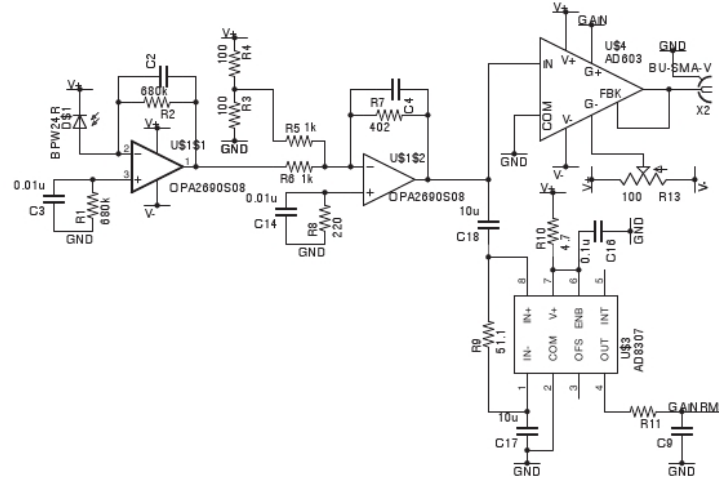 V+
GAIN
GND
BU-SMA-V
X2
U$4
AD603
V+
G+
IN
FBK
G-
COM
V-
GND
V-
V-
100
R13
V-
C2
680k
R2
V+
BPW24R
D$1
V+
U$1$1
2
3
1
OPA2690S08
V-
0.01u
C3
R1
680k
GND
V+
100
R4
100
R3
GND
R5 1k
R6 1k
C4
R7
402
U$1$2
OPA2690S08
0.01u
C14
R8
220
GND
10u
C18
V+
R10
4.7
0.1u
C16
GND
8
7
6
5
IN+
V+
ENB
INT
IN-
COM
OFS
OUT
U$3
AD8307
1
2
3
4
R9
51.1
10u
C17
GND
R11
GAINRM
C9
GND